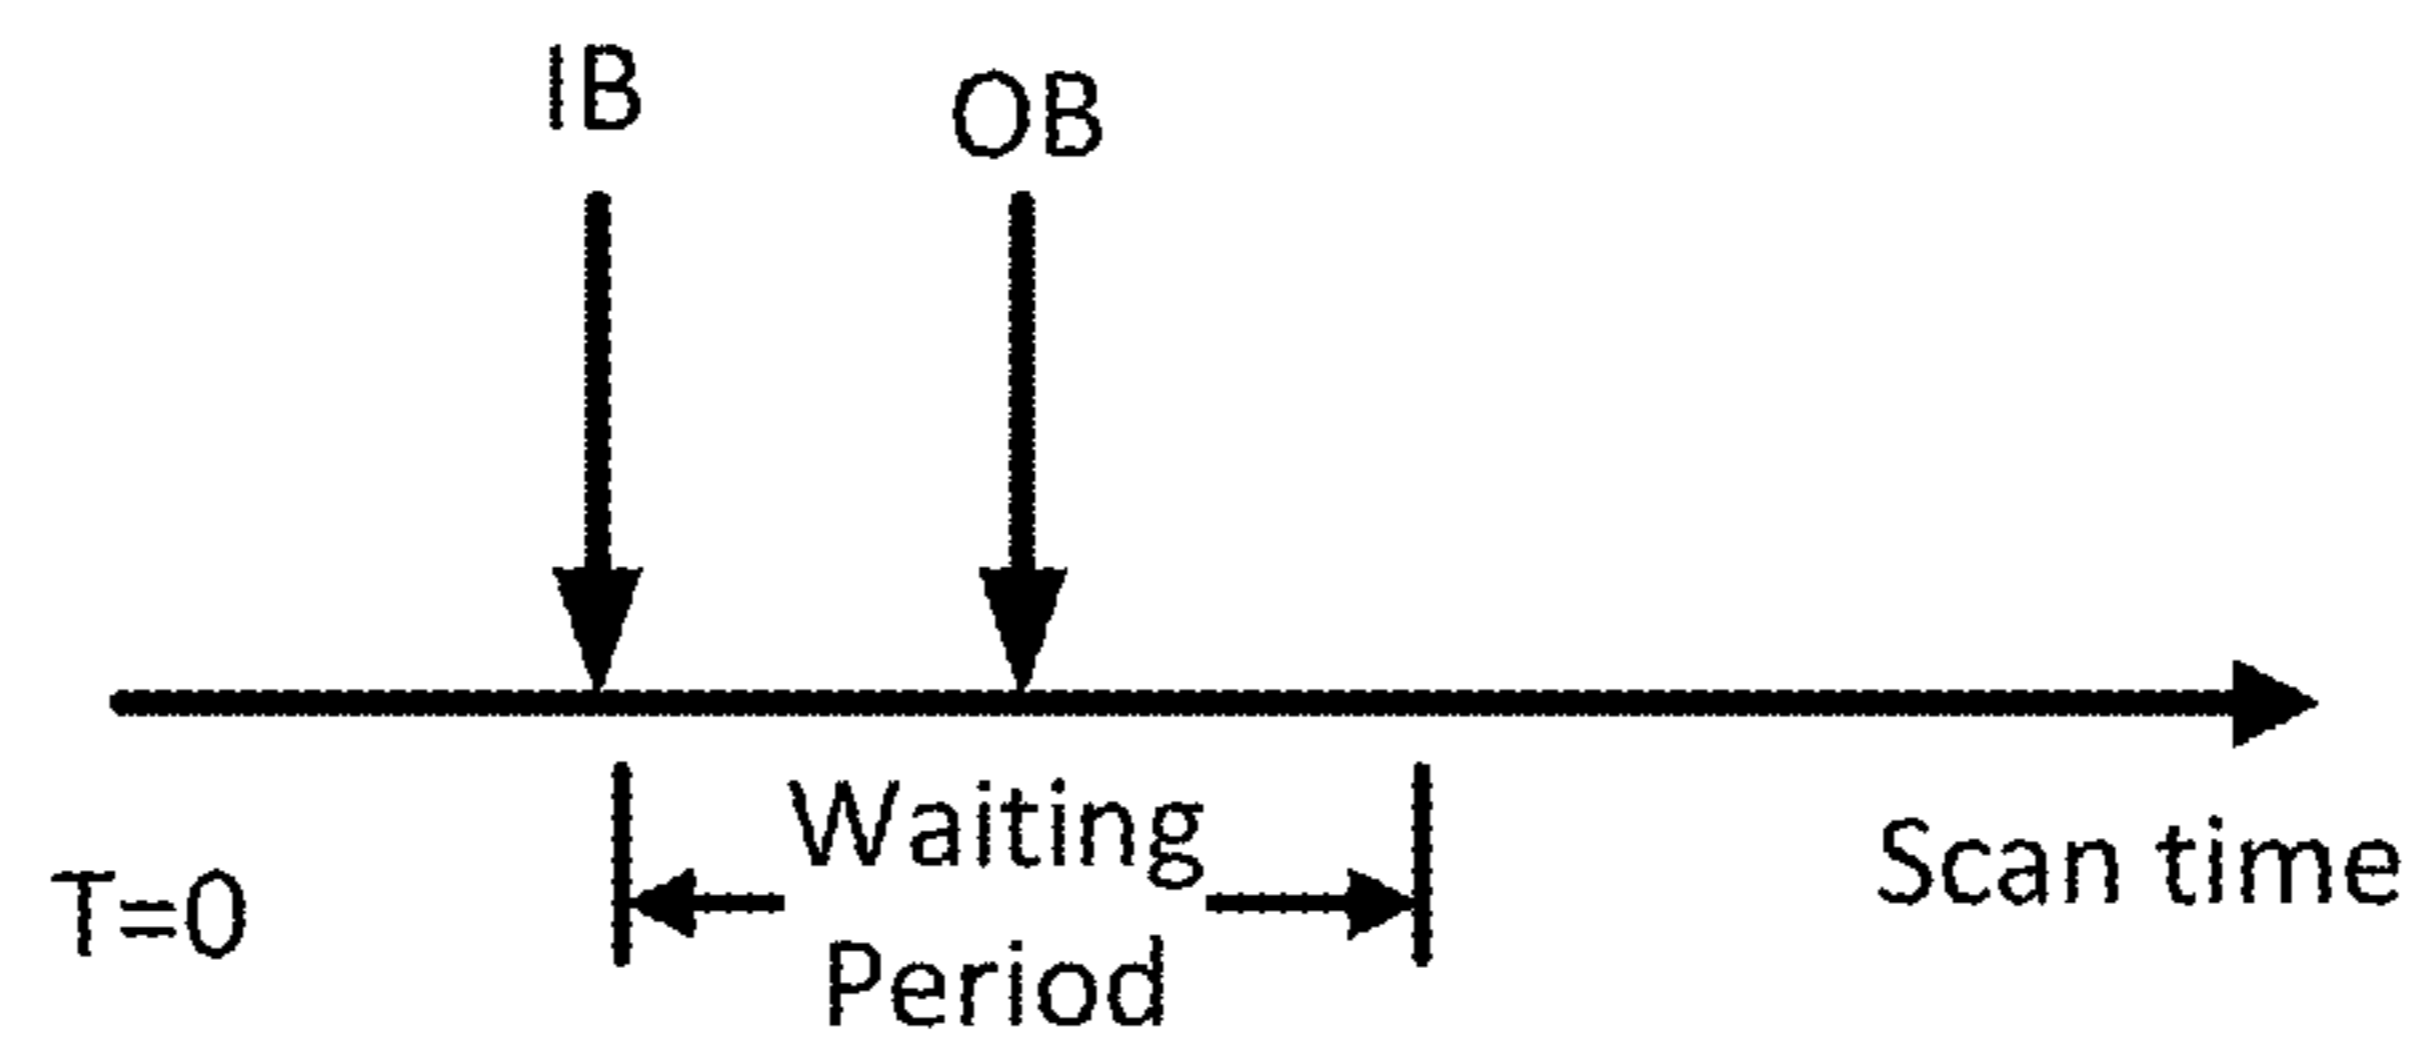 IB
OB
Waiting
Period
T=0
Scan time